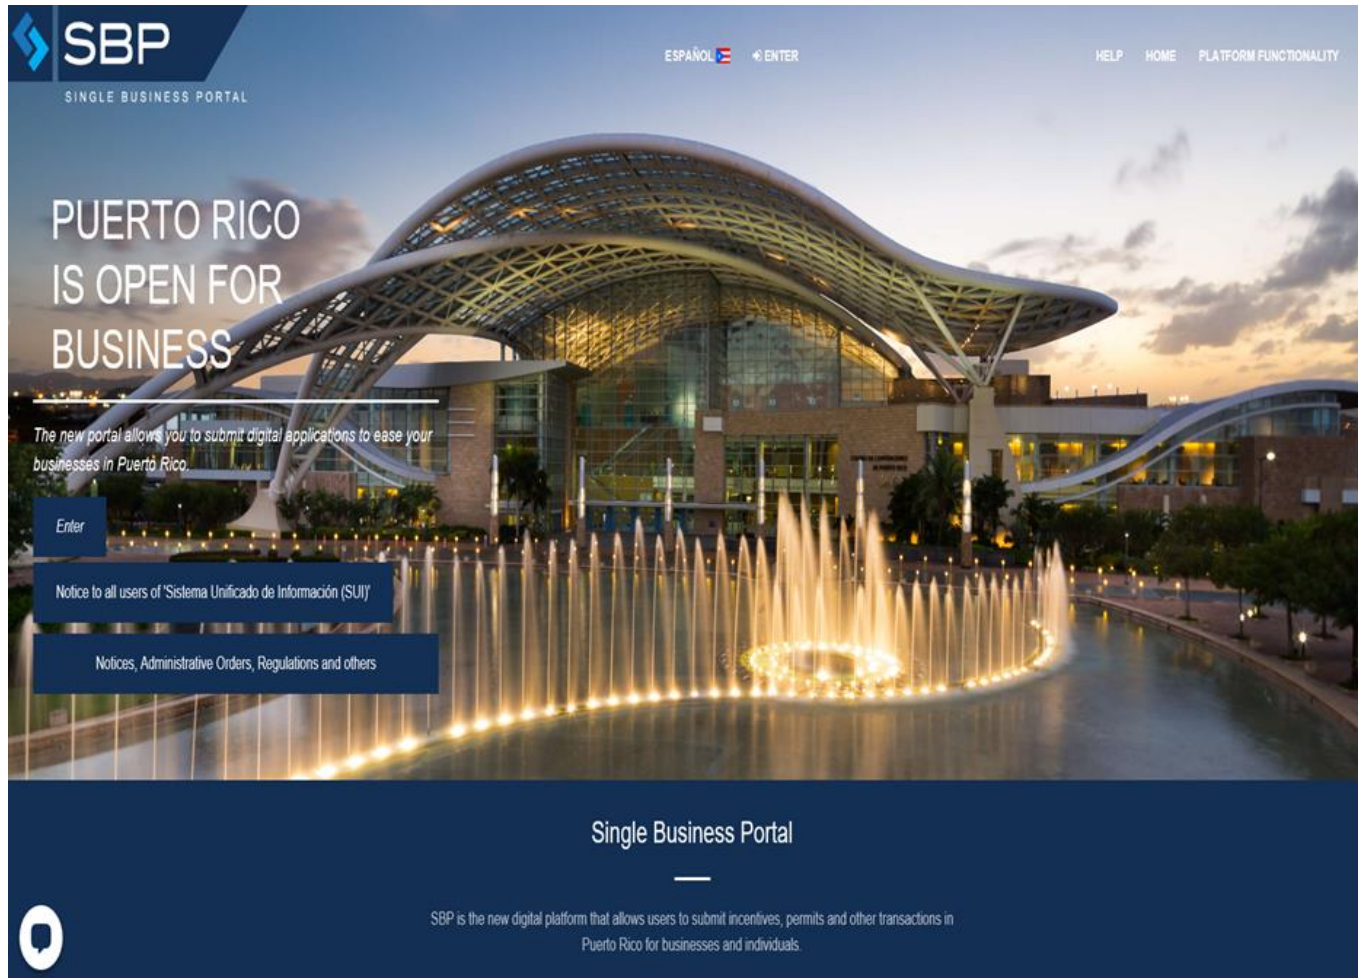 SBP
SINGLE BUSINESS PORTAL
ESPAÑOL
ENTER
HELP
HOME
PLATFORM FUNCTIONALITY
PUERTO RICO
IS OPEN FOR
BUSINESS
The new portal allows you to submit digital applications to ease your
businesses in Puerto Rico.
Enter
Notice to all users of 'Sistema Unificado de Información (SUI)'
Notices, Administrative Orders, Regulations and others
Single Business Portal
SBP is the new digital platform that allows users to submit incentives, permits and other transactions in
Puerto Rico for businesses and individuals.